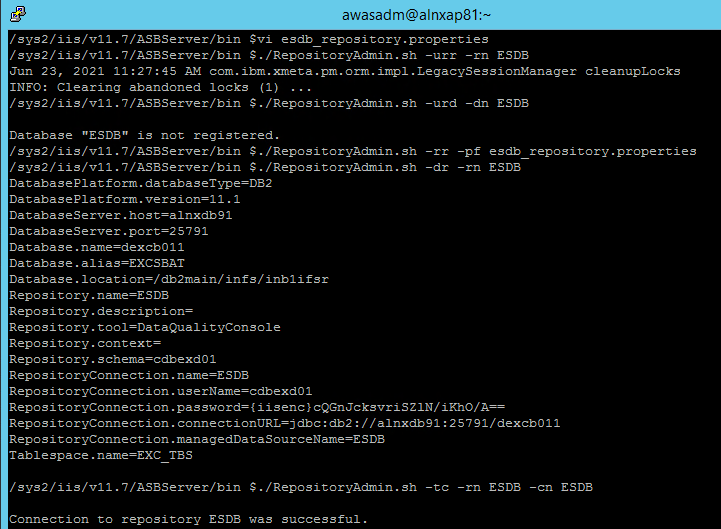 awasadm@alnxap81:~
/sys2/iis/v11.7/ASBServer/bin $vi esdb_repository.properties
/sys2/iis/v11.7/ASBServer/bin $./RepositoryAdmin.sh -urr -rn ESDB
Jun 23, 2021 11:27:45 AM com.ibm.xmeta.pm.orm.impl.LegacySessionManager cleanupLocks
INFO: Clearing abandoned locks (1) ...
/sys2/iis/v11.7/ASBServer/bin $./RepositoryAdmin.sh -urd -dn ESDB
Database "ESDB" is not registered.
/sys2/iis/v11.7/ASBServer/bin $./RepositoryAdmin.sh -rr -pf esdb_repository.properties
/sys2/iis/v11.7/ASBServer/bin $./RepositoryAdmin.sh -dr -rn ESDB
DatabasePlatform.databaseType=DB2
DatabasePlatform.version=11.1
DatabaseServer.host=alnxdb91
DatabaseServer.port=25791
Database.name=dexcb011
Database.alias=EXCSBAT
Database.location=/db2main/infs/inb1ifsr
Repository.name=ESDB
Repository.description=
Repository.tool=DataQualityConsole
Repository.context=
Repository.schema=cdbexd01
RepositoryConnection.name=ESDB
RepositoryConnection.userName=cdbexd01
RepositoryConnection.password={iisenc}cQGnJcksvriSZlN/iKhO/A==
RepositoryConnection.connectionURL=jdbc:db2://alnxdb91:25791/dexcb011
RepositoryConnection.managedDataSourceName=ESDB
Tablespace.name=EXC_TBS
/sys2/iis/v11.7/ASBServer/bin $./RepositoryAdmin.sh -tc -rn ESDB -cn ESDB
Connection to repository ESDB was successful.